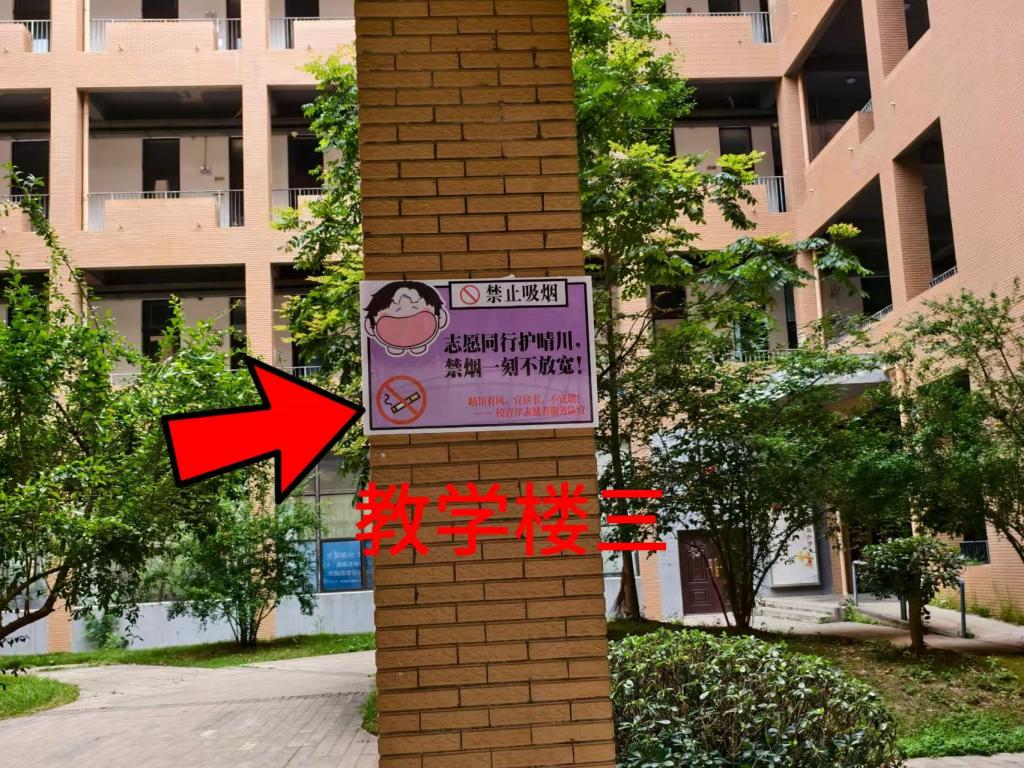 禁止吸烟
志愿同行护晴川，
禁烟一刻不放宽！
晴川有风，宜读书，不宜烟！
—— 校青年志愿者服务队宣
教学楼三